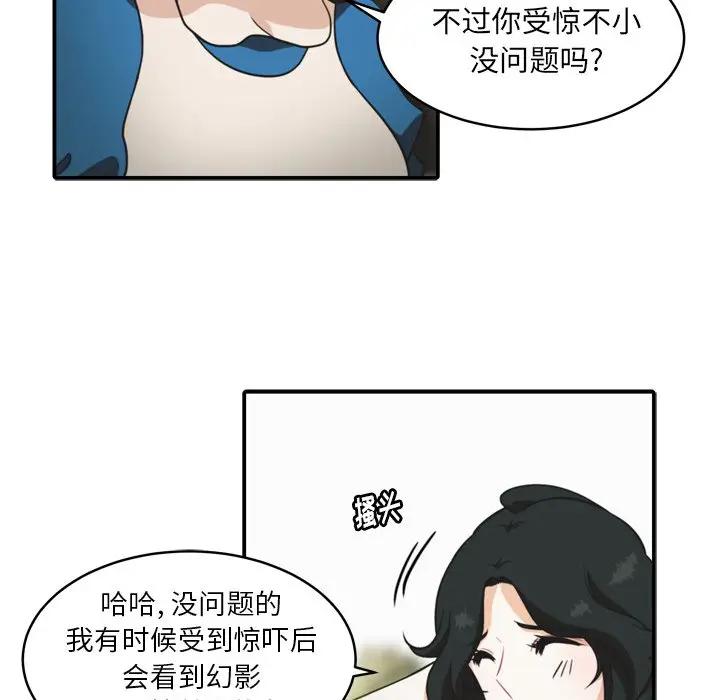 不过你受惊不小
没问题吗?
搔头
哈哈, 没问题的
我有时候受到惊吓后
会看到幻影